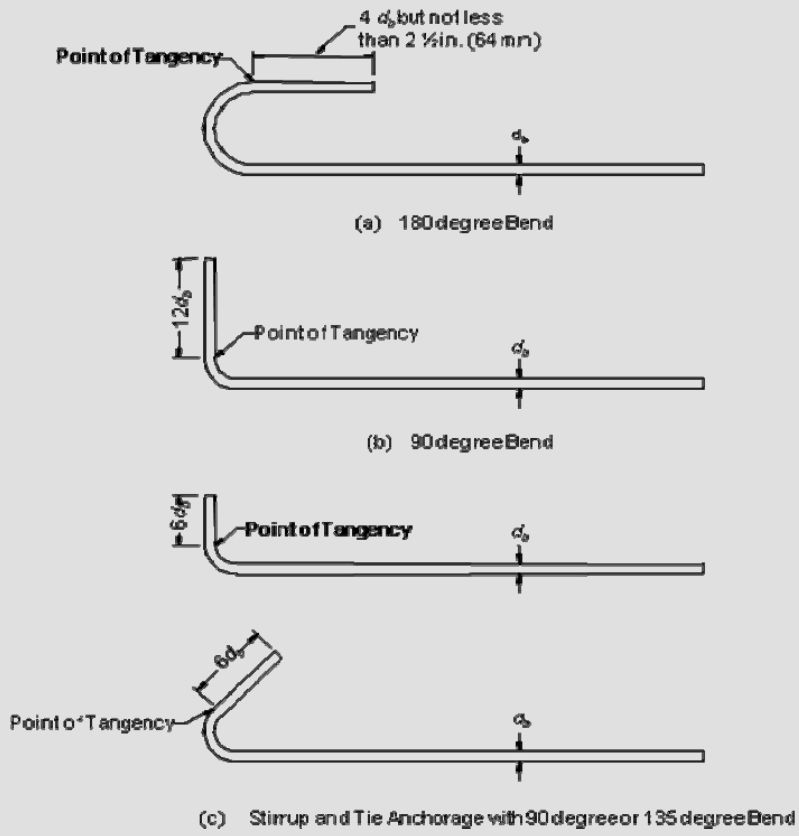 4 db but not less
than 2 ½ in. (64 mm)
Point of Tangency
db
(a) 180 degree Bend
12db
Point of Tangency
db
(b) 90 degree Bend
6db
Point of Tangency
db
6db
Point of Tangency
db
(c) Stirrup and Tie Anchorage with 90 degree or 135 degree Bend